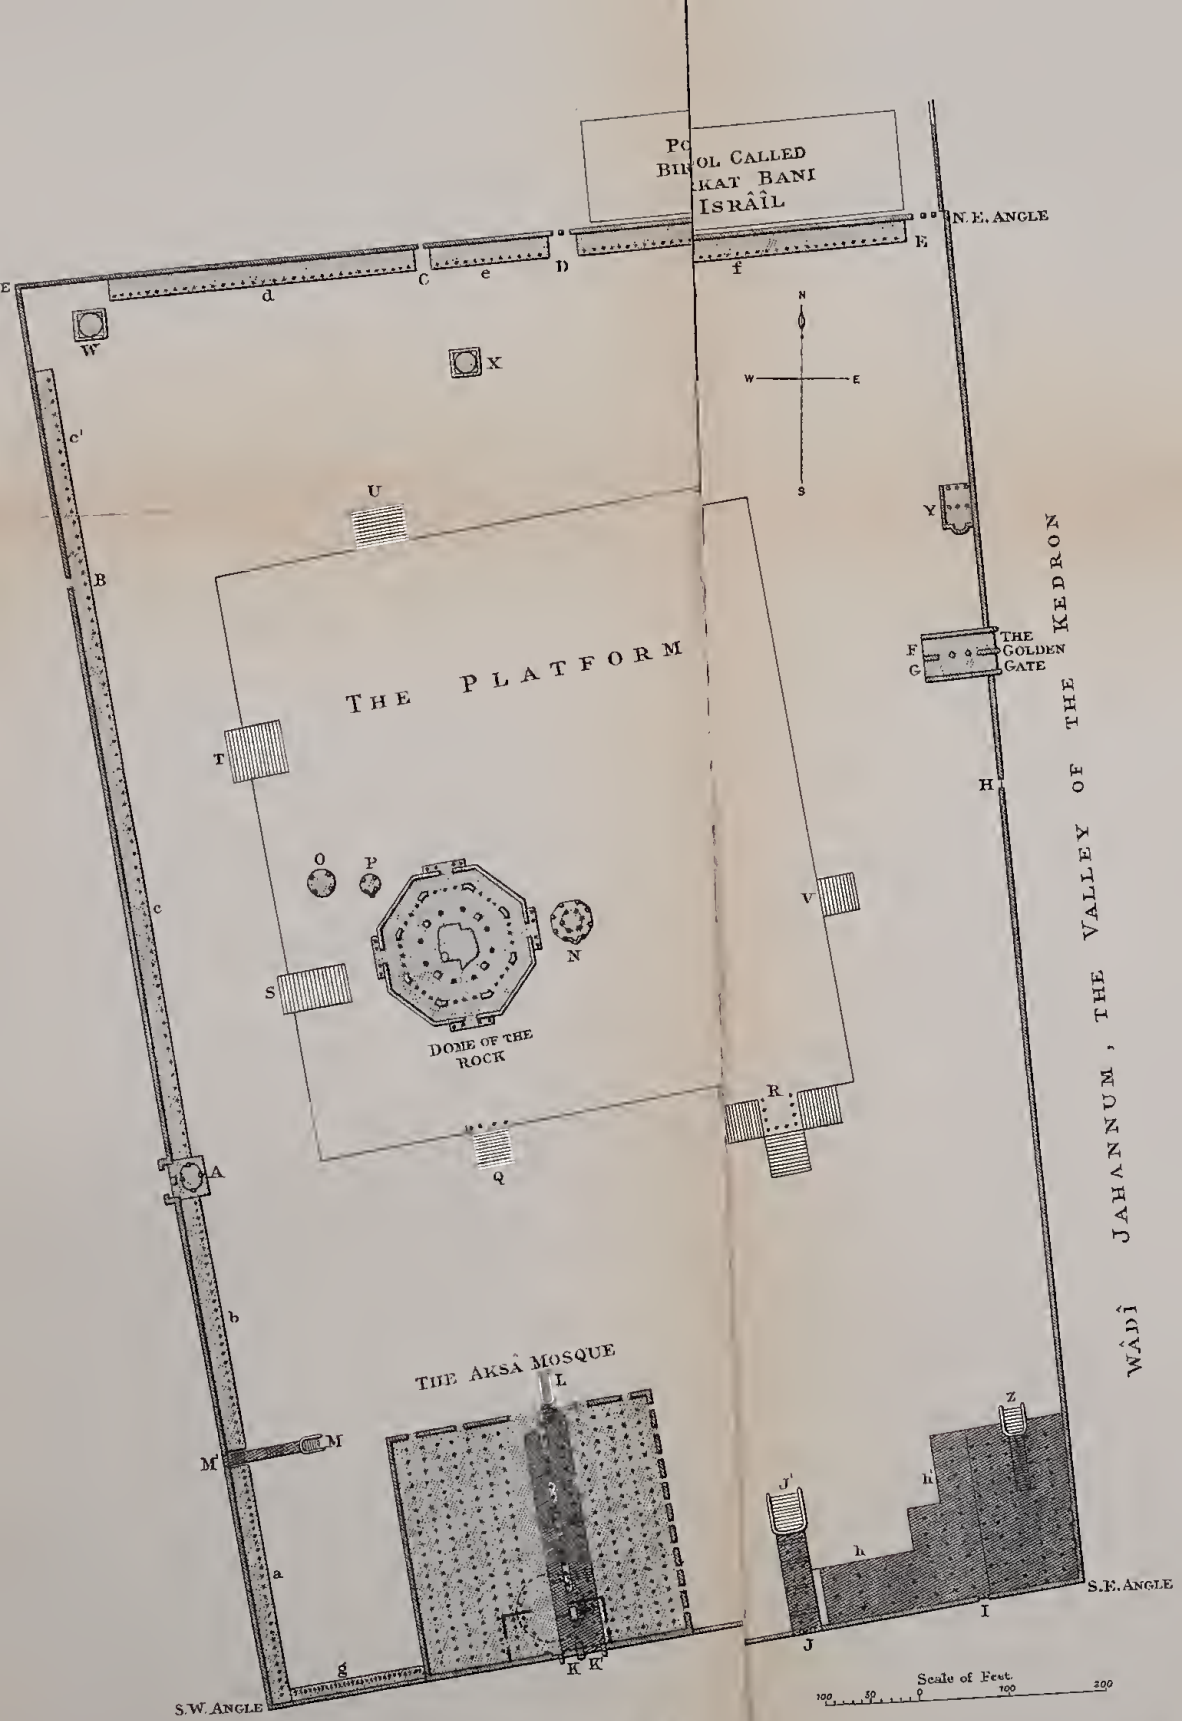 POOL CALLED
BIRKAT BANI
ISRÂÎL
N.E. ANGLE
E
d
C
e
D
f
E
W
X
N
W
E
S
c'
U
Y
B
THE PLATFORM
F
G
THE
GOLDEN
GATE
T
H
O
P
V
N
c
S
DOME OF THE
ROCK
R
Q
A
b
WÂDÎ JAHANNUM, THE VALLEY OF THE KEDRON
THE AKSÂ MOSQUE
L
Z
M'
M
h'
J'
h
a
S.E. ANGLE
I
J
g
K K'
S.W. ANGLE
Scale of Feet.
100 50 0 100 200